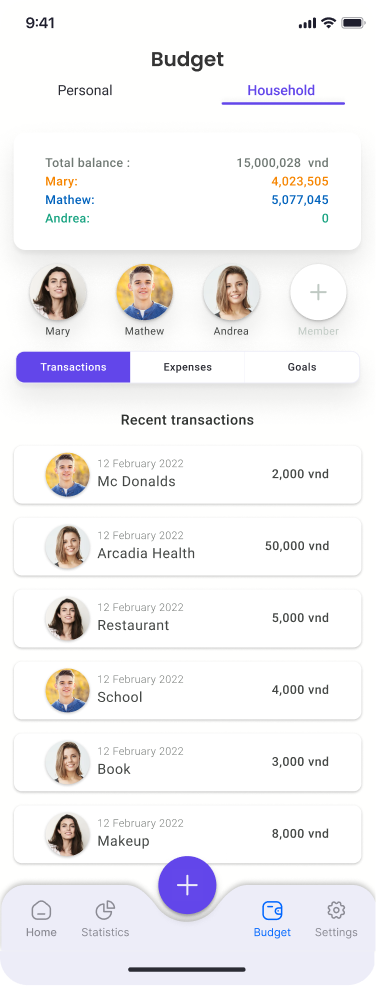 9:41
Budget
Personal Household
Total balance : 15,000,028 vnd
Mary: 4,023,505
Mathew: 5,077,045
Andrea: 0
Mary Mathew Andrea Member
Transactions Expenses Goals
Recent transactions
12 February 2022
Mc Donalds 2,000 vnd
12 February 2022
Arcadia Health 50,000 vnd
12 February 2022
Restaurant 5,000 vnd
12 February 2022
School 4,000 vnd
12 February 2022
Book 3,000 vnd
12 February 2022
Makeup 8,000 vnd
Home Statistics Budget Settings